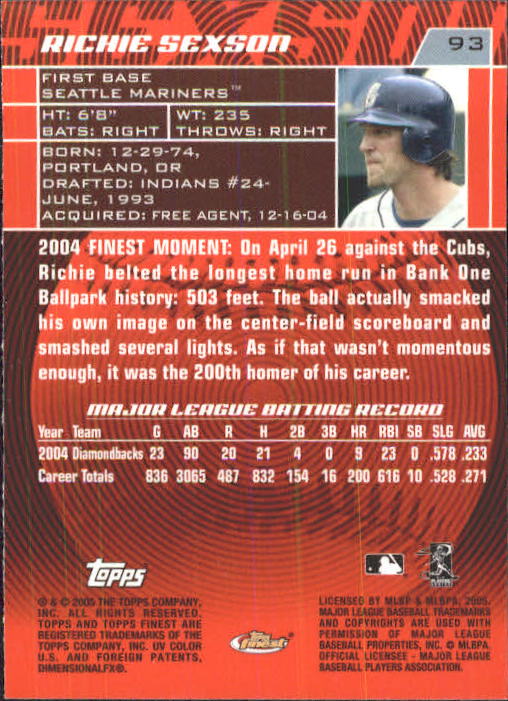 RICHIE SEXSON
93
FIRST BASE
SEATTLE MARINERS™
HT: 6'8" WT: 235
BATS: RIGHT THROWS: RIGHT
BORN: 12-29-74,
PORTLAND, OR
DRAFTED: INDIANS #24-
JUNE, 1993
ACQUIRED: FREE AGENT, 12-16-04
2004 FINEST MOMENT: On April 26 against the Cubs,
Richie belted the longest home run in Bank One
Ballpark history: 503 feet. The ball actually smacked
his own image on the center-field scoreboard and
smashed several lights. As if that wasn't momentous
enough, it was the 200th homer of his career.
MAJOR LEAGUE BATTING RECORD
Year Team G AB R H 2B 3B HR RBI SB SLG AVG
2004 Diamondbacks 23 90 20 21 4 0 9 23 0 .578 .233
Career Totals 836 3065 487 832 154 16 200 616 10 .528 .271
Topps
® & © 2005 THE TOPPS COMPANY,
INC. ALL RIGHTS RESERVED.
TOPPS AND TOPPS FINEST ARE
REGISTERED TRADEMARKS OF THE
TOPPS COMPANY, INC. UV COLOR
U.S. AND FOREIGN PATENTS,
DIMENSIONALFX®.
Topps
Finest
LICENSED BY MLBP & MLBPA, 2005.
MAJOR LEAGUE BASEBALL TRADEMARKS
AND COPYRIGHTS ARE USED WITH
PERMISSION OF MAJOR LEAGUE
BASEBALL PROPERTIES, INC. © MLBPA.
OFFICIAL LICENSEE - MAJOR LEAGUE
BASEBALL PLAYERS ASSOCIATION.